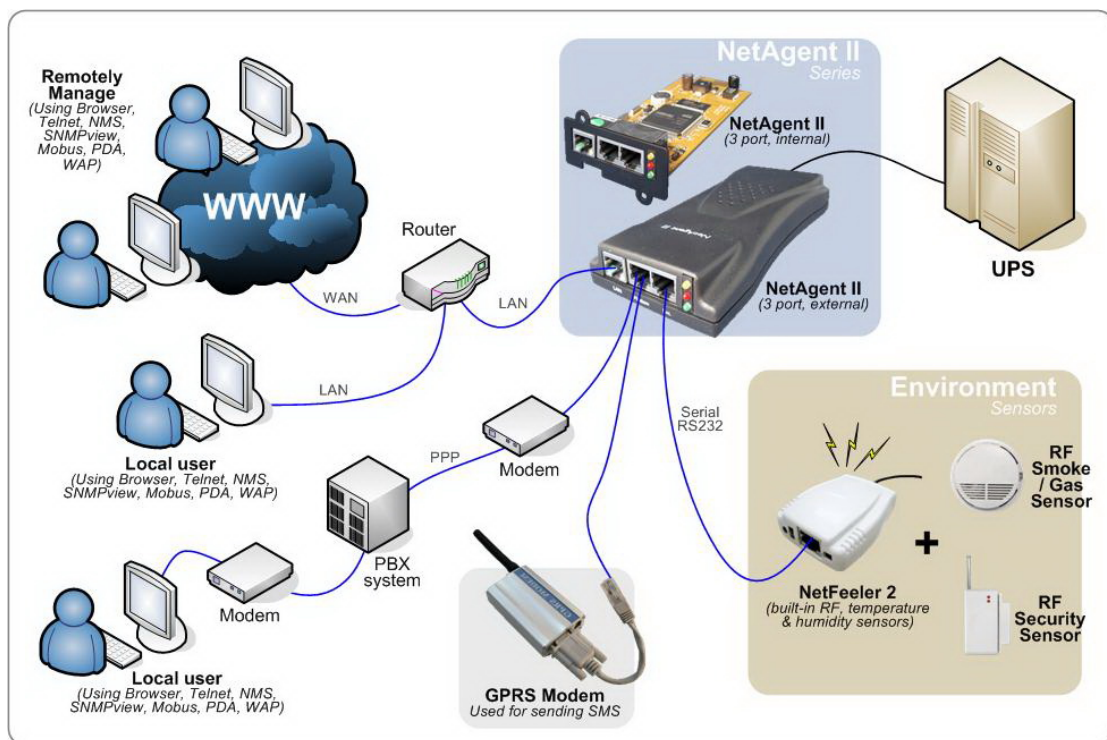 Remotely
Manage
(Using Browser,
Telnet, NMS,
SNMPview,
Mobus, PDA,
WAP)
WWW
Router
WAN
LAN
LAN
Local user
(Using Browser, Telnet, NMS,
SNMPview, Mobus, PDA, WAP)
NetAgent II
Series
NetAgent II
(3 port, internal)
NetAgent II
(3 port, external)
UPS
Modem
PPP
PBX
system
Modem
Local user
(Using Browser, Telnet, NMS,
SNMPview, Mobus, PDA, WAP)
GPRS Modem
Used for sending SMS
Serial
RS232
Environment
Sensors
RF
Smoke
/ Gas
Sensor
+
NetFeeler 2
(built-in RF, temperature
& humidity sensors)
RF
Security
Sensor